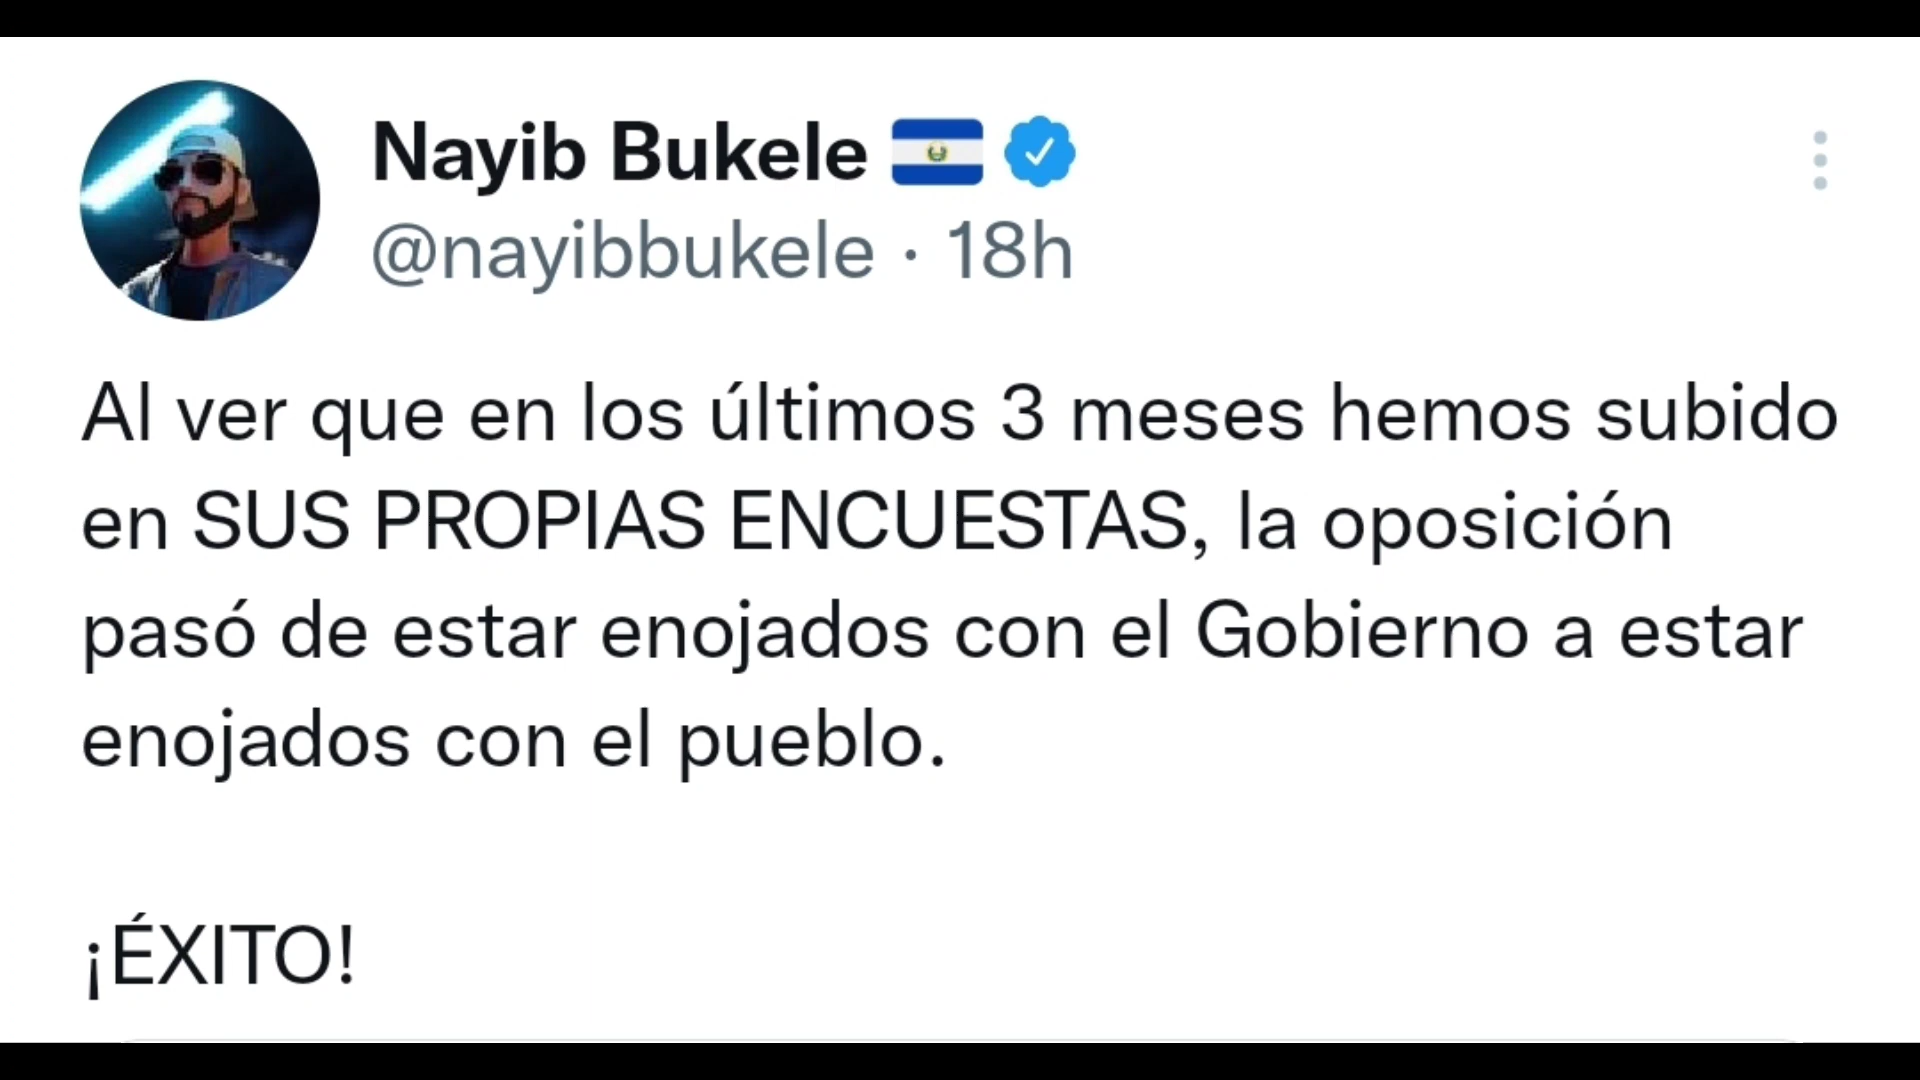 Nayib Bukele
@nayibbukele · 18h
Al ver que en los últimos 3 meses hemos subido
en SUS PROPIAS ENCUESTAS, la oposición
pasó de estar enojados con el Gobierno a estar
enojados con el pueblo.
¡ÉXITO!